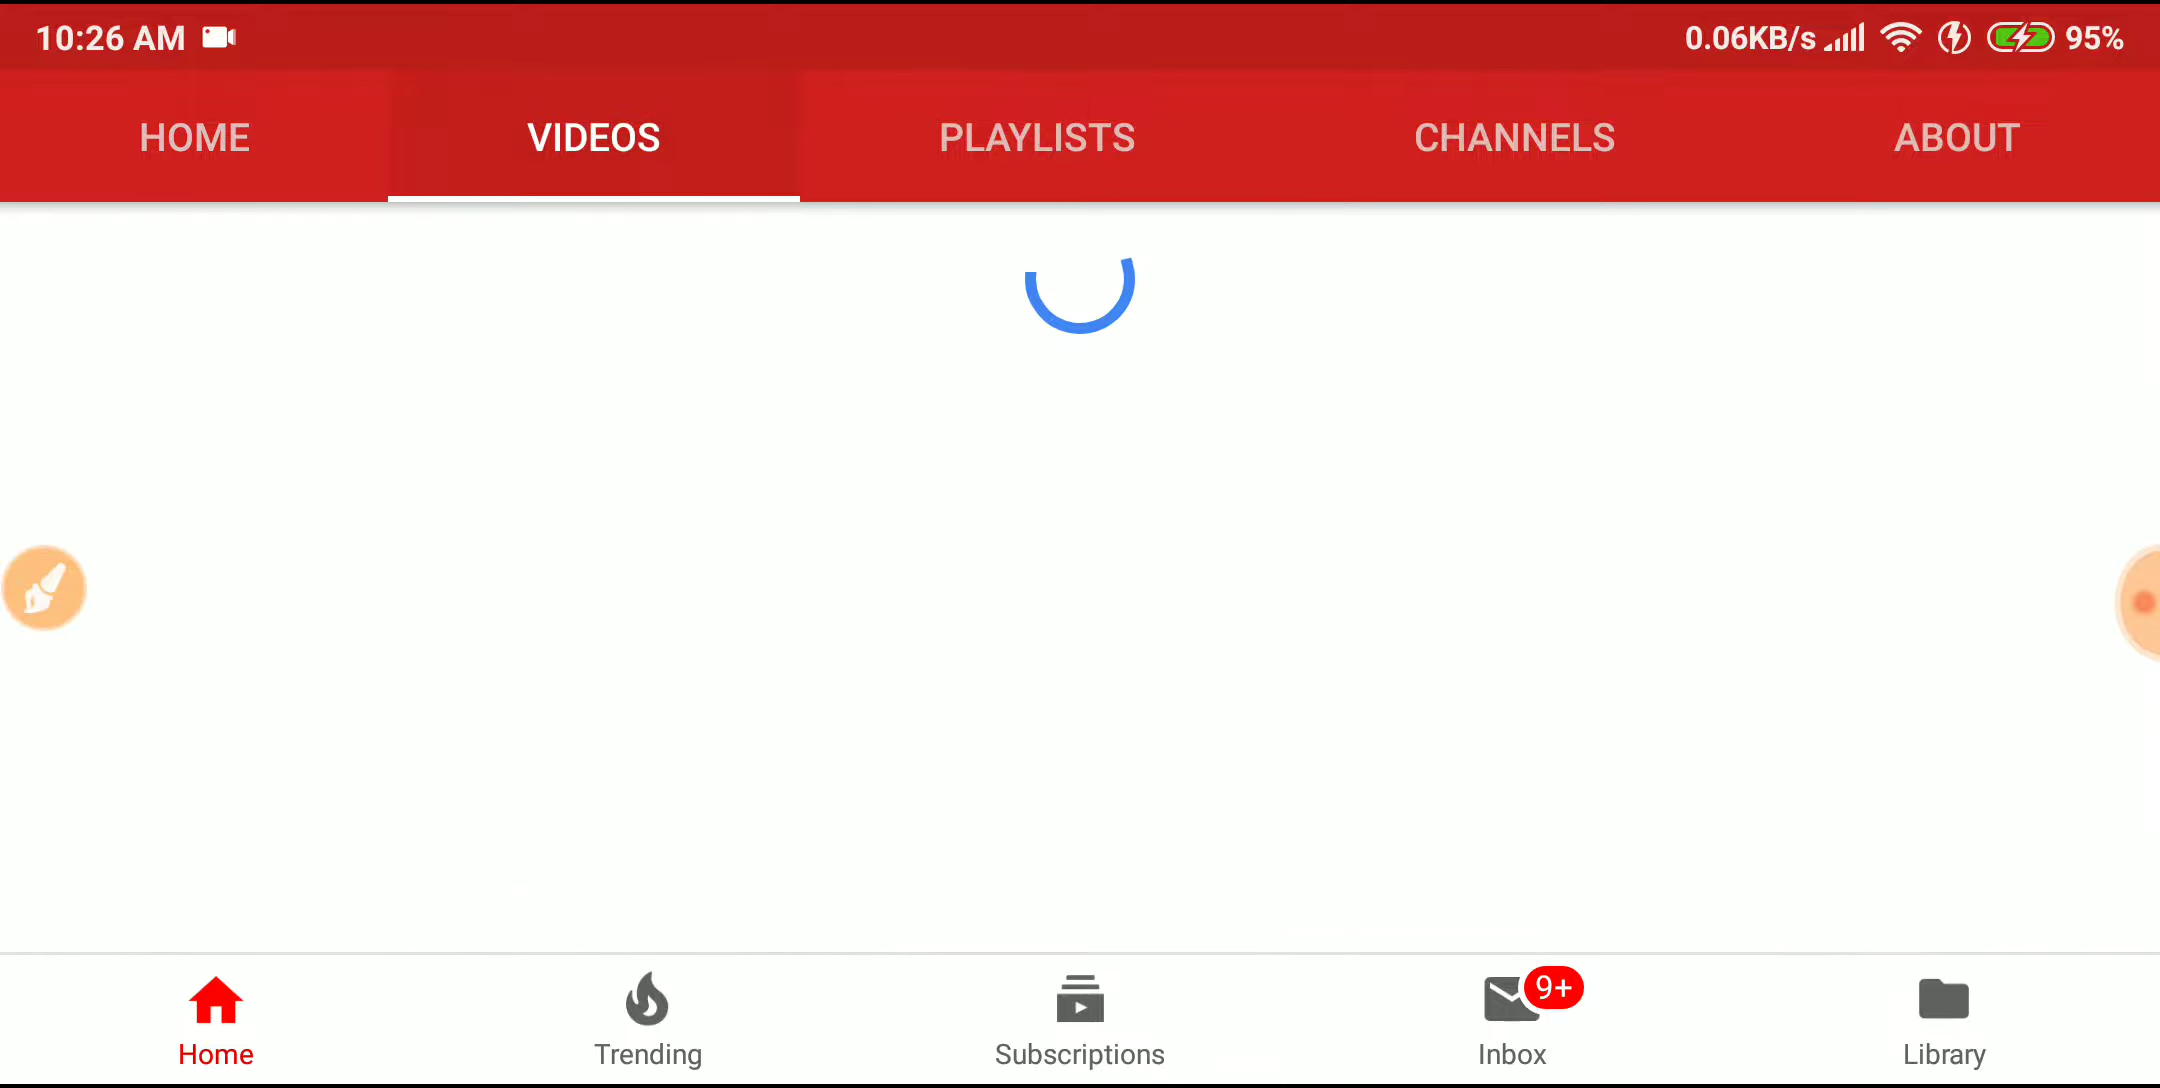 10:26 AM 0.06KB/s 95%
HOME VIDEOS PLAYLISTS CHANNELS ABOUT
9+
Home Trending Subscriptions Inbox Library